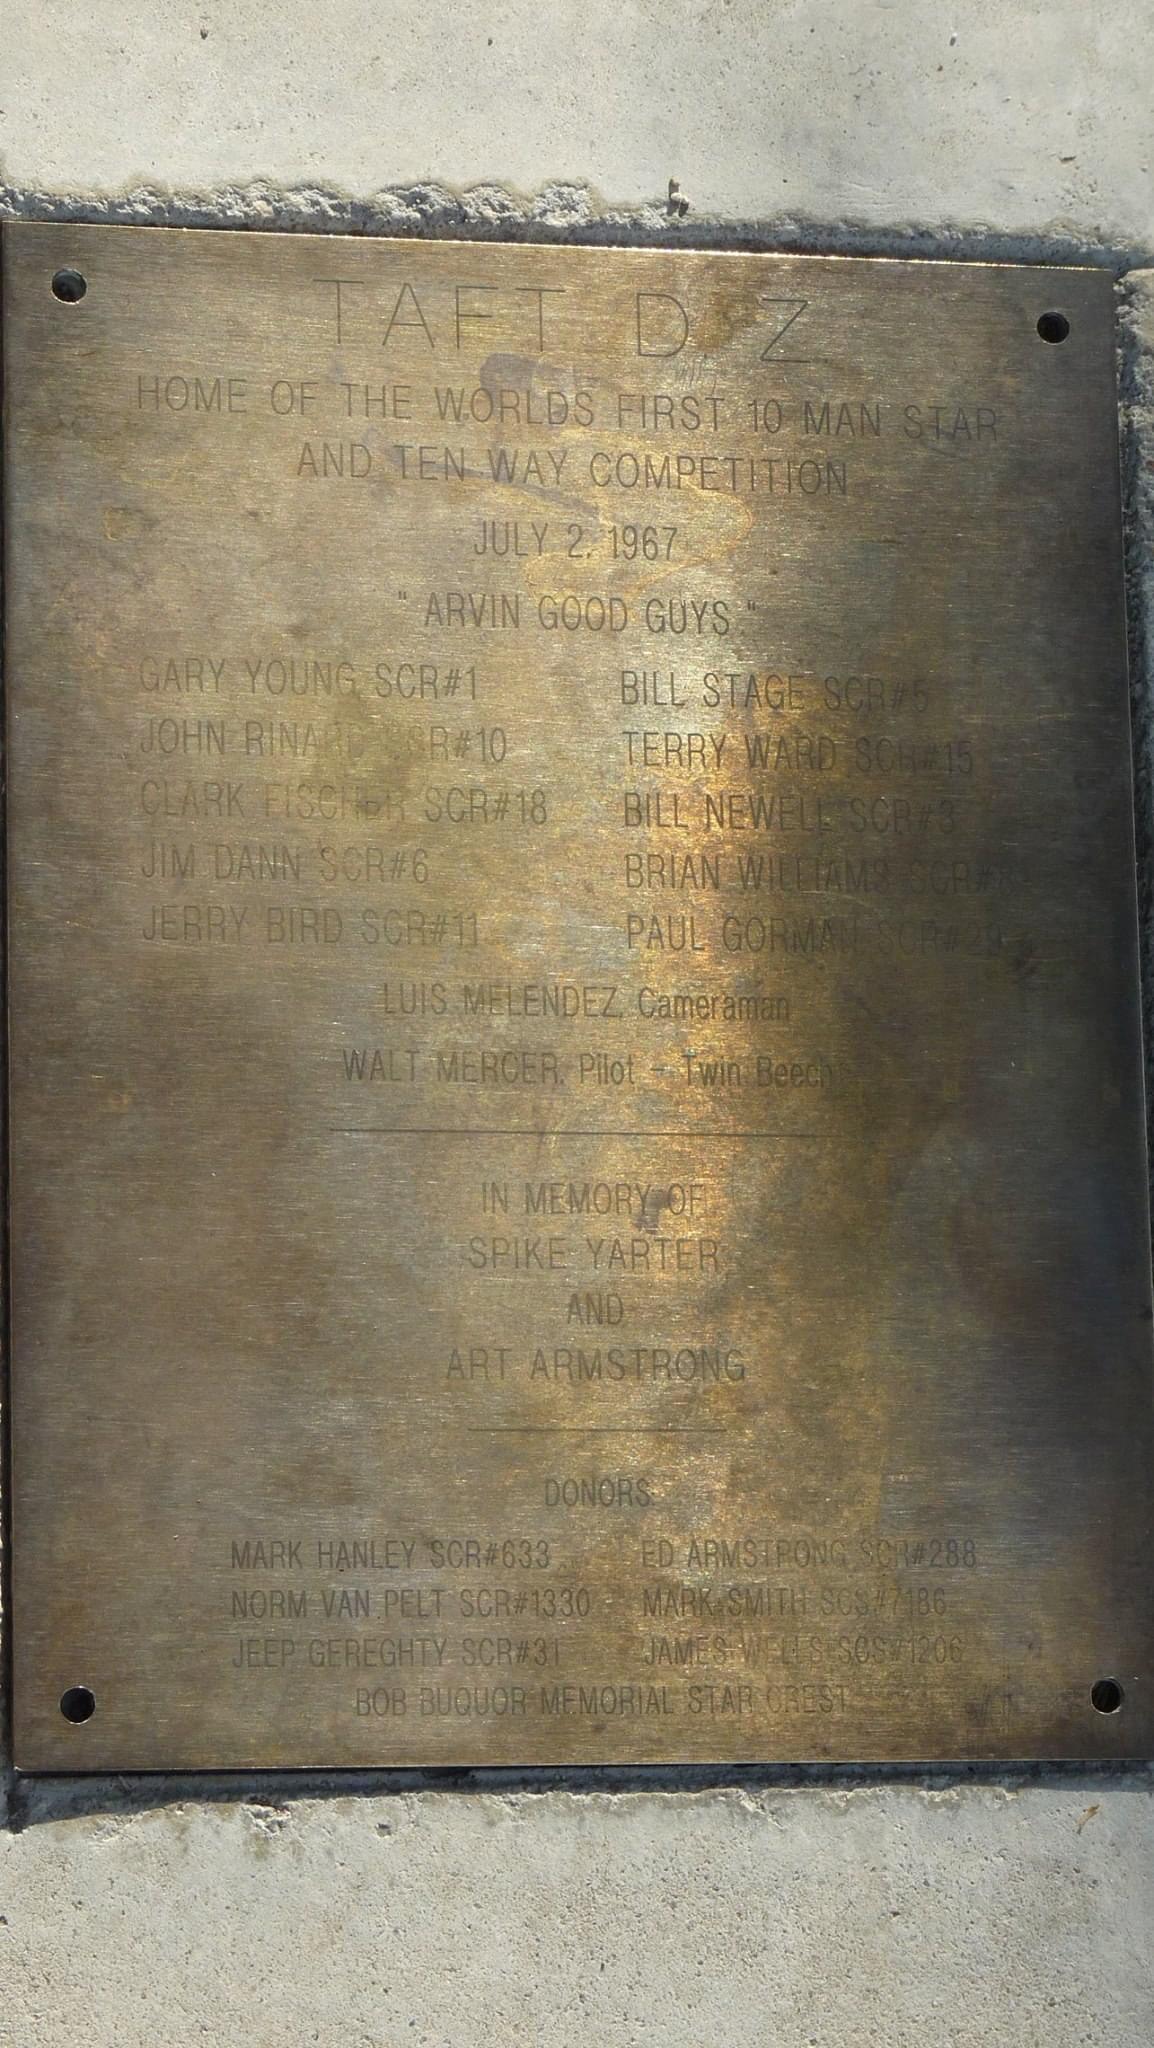 TAFT D. Z.
HOME OF THE WORLDS FIRST 10 MAN STAR
AND TEN WAY COMPETITION
JULY 2, 1967
" ARVIN GOOD GUYS "
GARY YOUNG SCR#1 BILL STAGE SCR#5
JOHN RINARD SCR#10 TERRY WARD SCR#15
CLARK FISCHER SCR#18 BILL NEWELL SCR#3
JIM DANN SCR#6 BRIAN WILLIAMS SCR#8
JERRY BIRD SCR#11 PAUL GORMAN SCR#29
LUIS MELENDEZ, Cameraman
WALT MERCER, Pilot - Twin Beech
IN MEMORY OF
SPIKE YARTER
AND
ART ARMSTRONG
DONORS:
MARK HANLEY SCR#633 ED ARMSTRONG SCR#288
NORM VAN PELT SCR#1330 MARK SMITH SCS#7186
JEEP GEREGHTY SCR#31 JAMES WELLS SCS#1206
BOB BUQUOR MEMORIAL STAR CREST